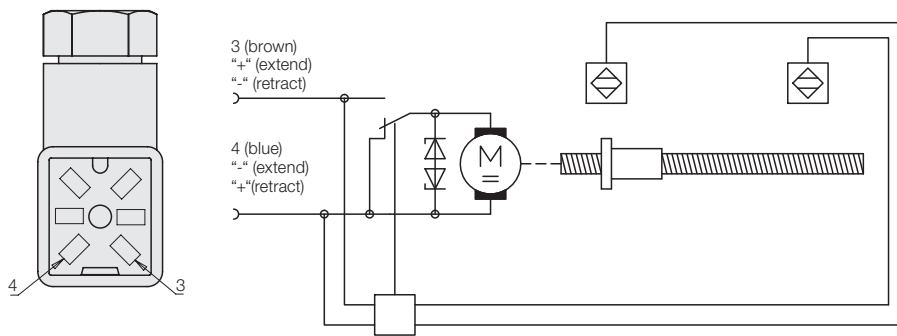 3 (brown)
“+“ (extend)
“-“ (retract)
4 (blue)
“-“ (extend)
“+“(retract)
M
4
3